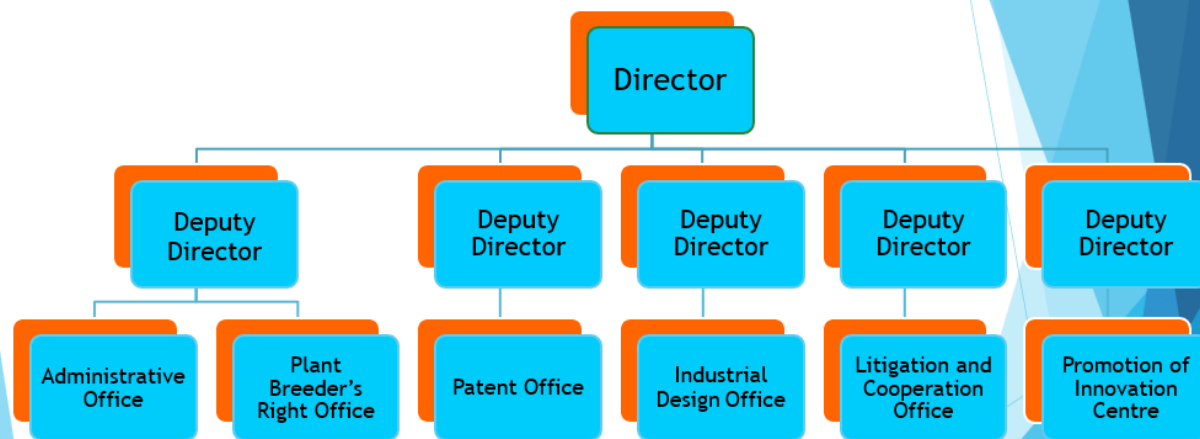 Director
Deputy
Director
Deputy
Director
Deputy
Director
Deputy
Director
Deputy
Director
Administrative
Office
Plant
Breeder’s
Right Office
Patent Office
Industrial
Design Office
Litigation and
Cooperation
Office
Promotion of
Innovation
Centre